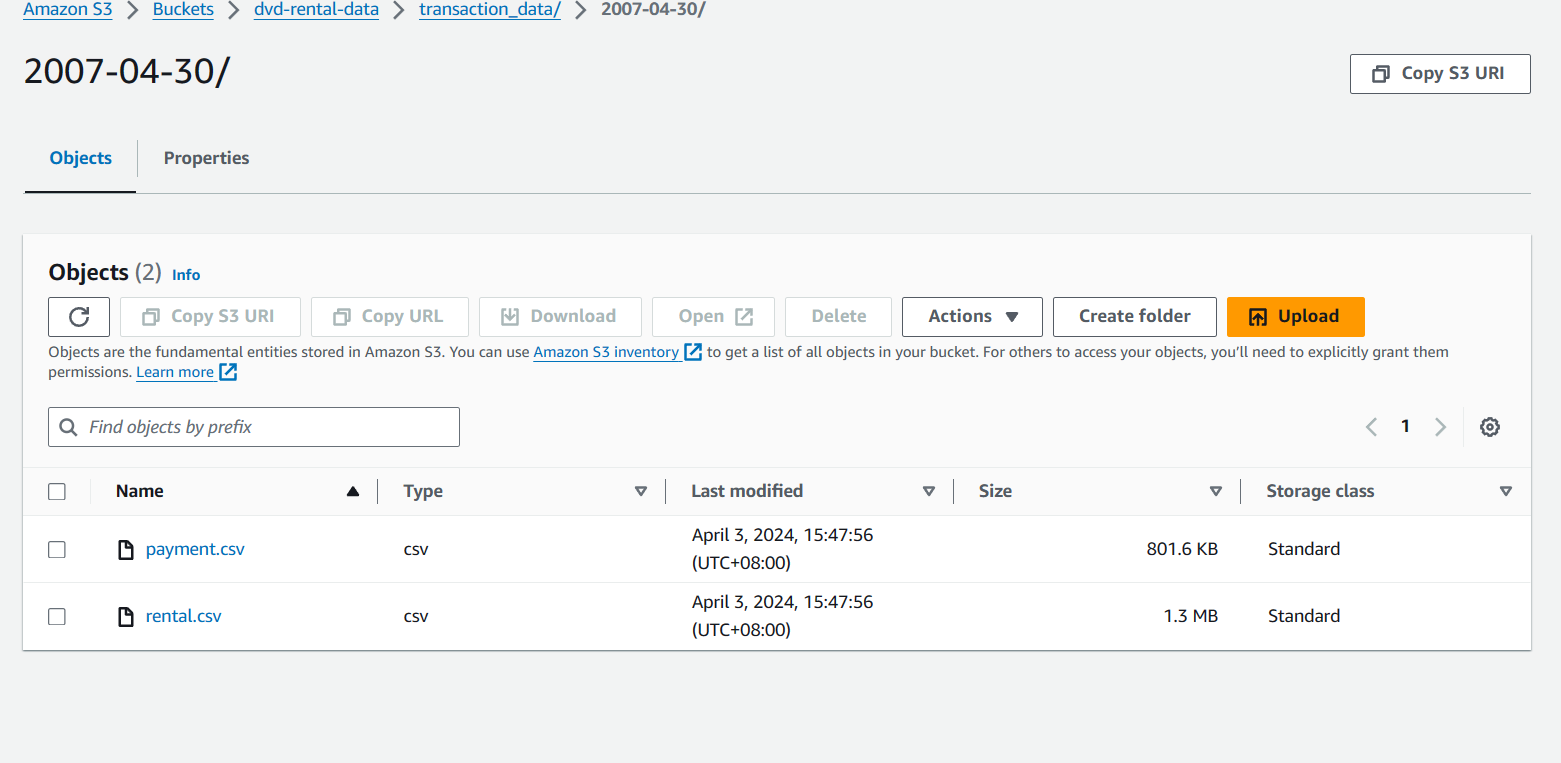 Amazon S3 > Buckets > dvd-rental-data > transaction_data/ > 2007-04-30/
2007-04-30/
Copy S3 URI
Objects
Properties
Objects (2) Info
Copy S3 URI
Copy URL
Download
Open
Delete
Actions
Create folder
Upload
Objects are the fundamental entities stored in Amazon S3. You can use Amazon S3 inventory to get a list of all objects in your bucket. For others to access your objects, you’ll need to explicitly grant them
permissions. Learn more
Find objects by prefix
1
Name Type Last modified Size Storage class
payment.csv csv April 3, 2024, 15:47:56 (UTC+08:00) 801.6 KB Standard
rental.csv csv April 3, 2024, 15:47:56 (UTC+08:00) 1.3 MB Standard